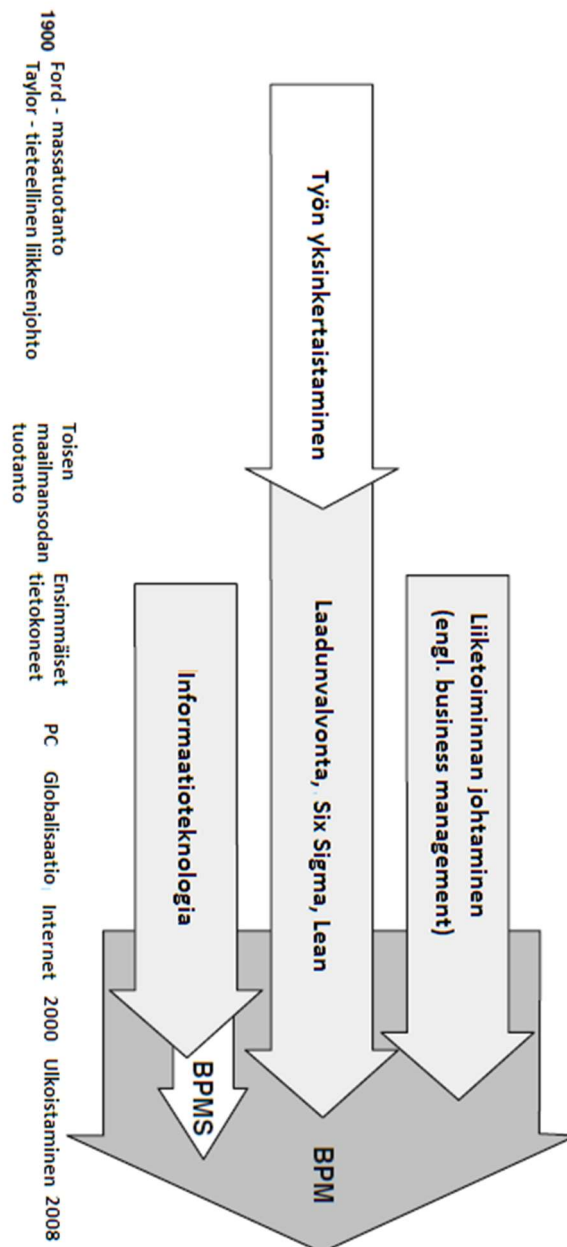 Liiketoiminnan johtaminen
(engl. business management)
Työn yksinkertaistaminen
Laadunvalvonta, Six Sigma, Lean
BPM
Informaatioteknologia
BPMS
1900 Ford - massatuotanto
Taylor - tieteellinen liikkeenjohto
Toisen
maailmansodan
tuotanto
Ensimmäiset
tietokoneet
PC Globalisaatio Internet 2000 Ulkoistaminen 2008